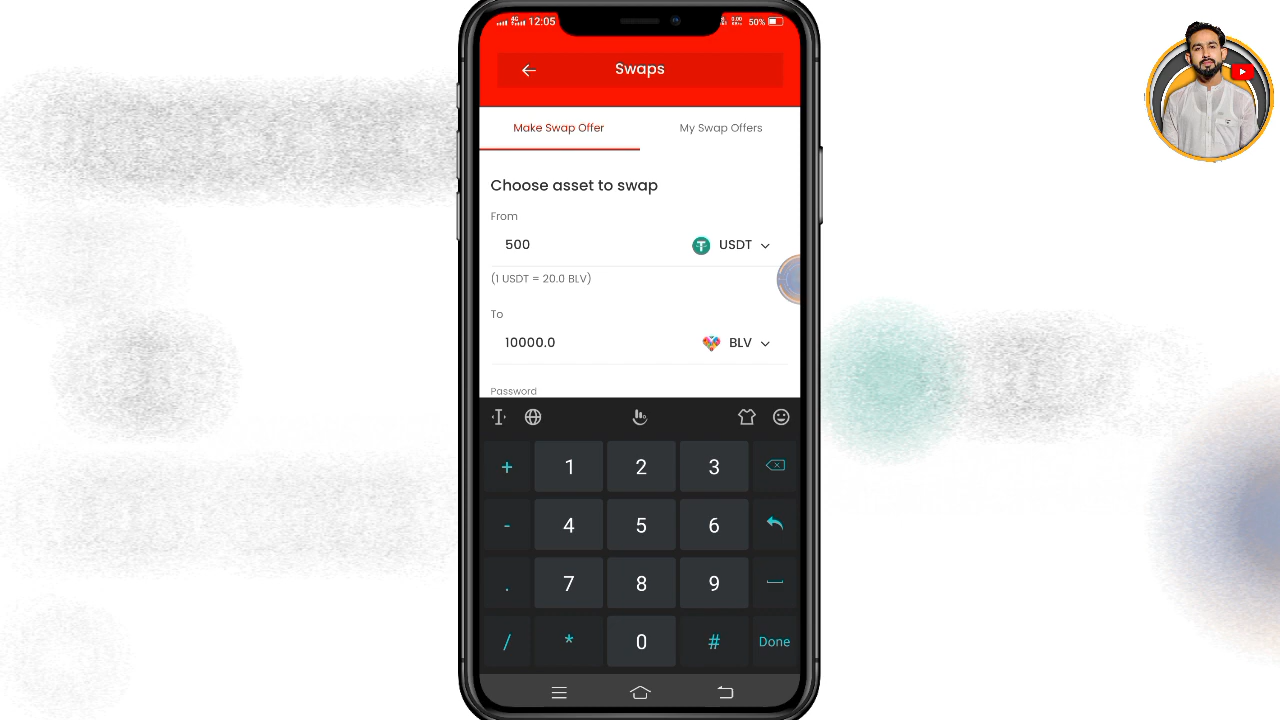 12:05
50%
Swaps
Make Swap Offer
My Swap Offers
Choose asset to swap
From
500
USDT
(1 USDT = 20.0 BLV)
To
10000.0
BLV
Password
+ 1 2 3
- 4 5 6
. 7 8 9
/ * 0 # Done